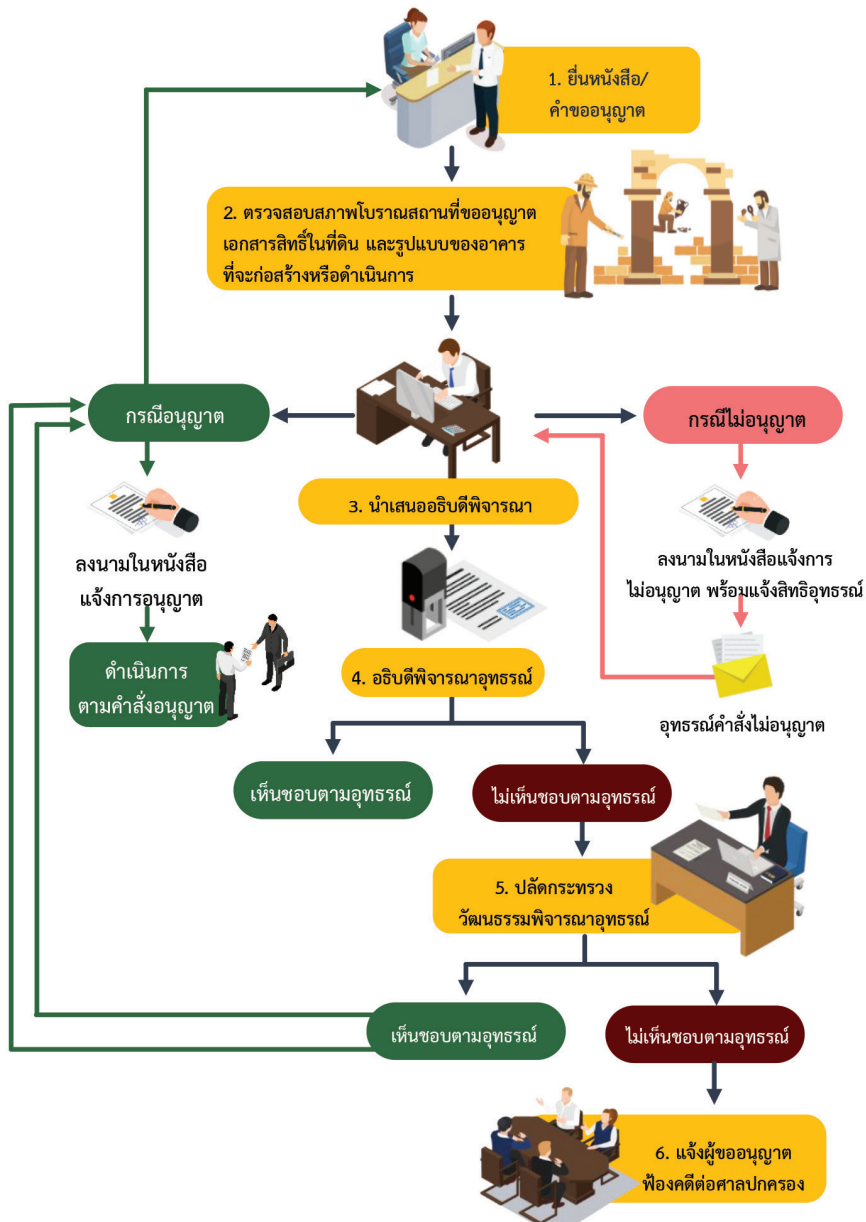 1. ยื่นหนังสือ/
คำขออนุญาต
2. ตรวจสอบสภาพโบราณสถานที่ขออนุญาต
เอกสารสิทธิ์ในที่ดิน และรูปแบบของอาคาร
ที่จะก่อสร้างหรือดำเนินการ
กรณีอนุญาต
กรณีไม่อนุญาต
3. นำเสนออธิบดีพิจารณา
ลงนามในหนังสือ
แจ้งการอนุญาต
ลงนามในหนังสือแจ้งการ
ไม่อนุญาต พร้อมแจ้งสิทธิอุทธรณ์
ดำเนินการ
ตามคำสั่งอนุญาต
4. อธิบดีพิจารณาอุทธรณ์
อุทธรณ์คำสั่งไม่อนุญาต
เห็นชอบตามอุทธรณ์
ไม่เห็นชอบตามอุทธรณ์
5. ปลัดกระทรวง
วัฒนธรรมพิจารณาอุทธรณ์
เห็นชอบตามอุทธรณ์
ไม่เห็นชอบตามอุทธรณ์
6. แจ้งผู้ขออนุญาต
ฟ้องคดีต่อศาลปกครอง